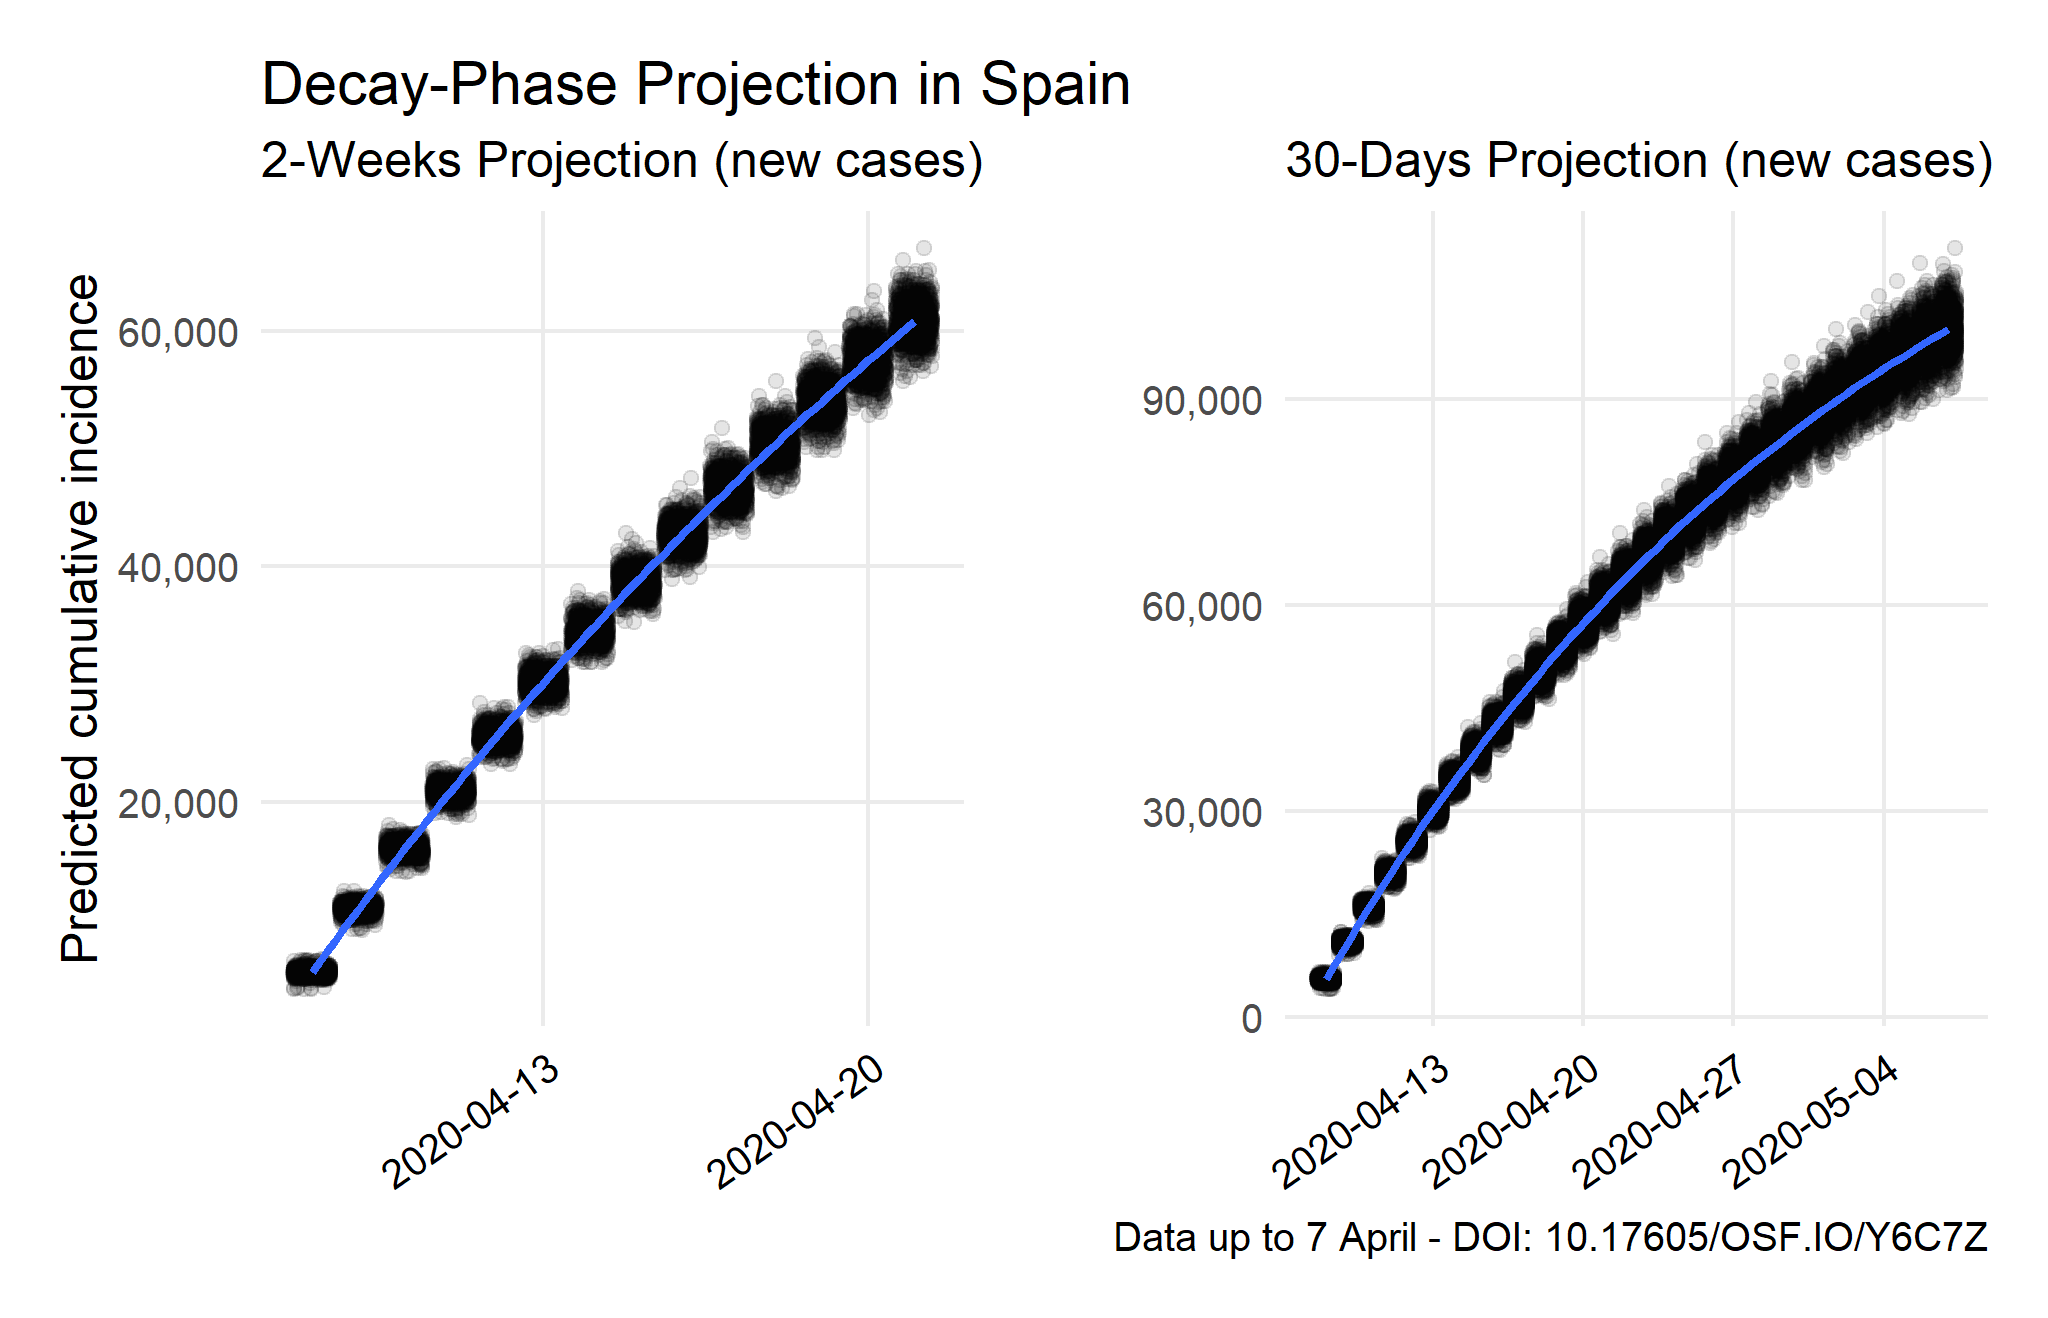 Decay-Phase Projection in Spain
2-Weeks Projection (new cases)
30-Days Projection (new cases)
Predicted cumulative incidence
60,000
40,000
20,000
2020-04-13
2020-04-20
90,000
60,000
30,000
0
2020-04-13
2020-04-20
2020-04-27
2020-05-04
Data up to 7 April - DOI: 10.17605/OSF.IO/Y6C7Z